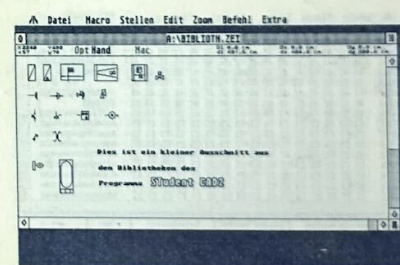 Datei Macro Stellen Edit Zoom Befehl Extra
A:\BIBLIOTH.ZEI
Opt Hand Mac
Dies ist ein kleiner Ausschnitt aus
den Bibliotheken des
Programms STudent CAD2